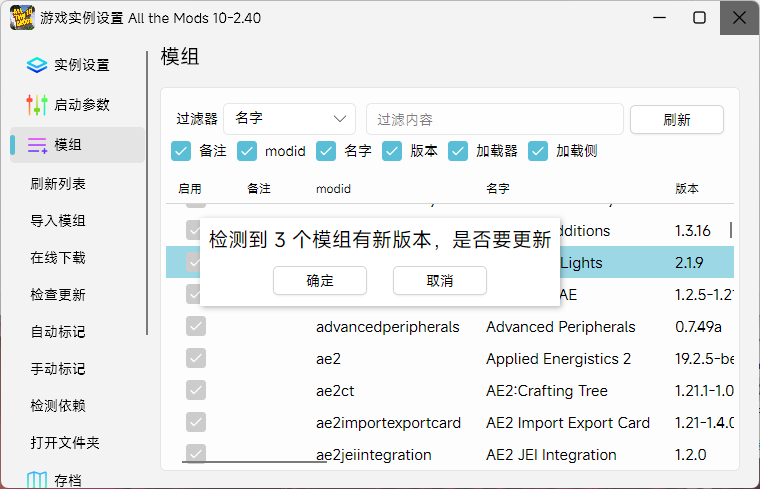 游戏实例设置 All the Mods 10-2.40
实例设置
启动参数
模组
刷新列表
导入模组
在线下载
检查更新
自动标记
手动标记
检测依赖
打开文件夹
存档
模组
过滤器 名字 过滤内容 刷新
备注 modid 名字 版本 加载器 加载侧
启用 备注 modid 名字 版本
检测到 3 个模组有新版本，是否要更新
确定 取消
dditions 1.3.16
Lights 2.1.9
AE 1.2.5-1.21
advancedperipherals Advanced Peripherals 0.7.49a
ae2 Applied Energistics 2 19.2.5-be
ae2ct AE2:Crafting Tree 1.21.1-1.0
ae2importexportcard AE2 Import Export Card 1.21-1.4.0
ae2jeiintegration AE2 JEI Integration 1.2.0